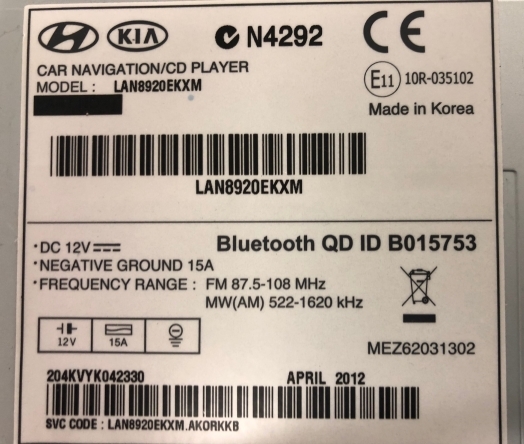 KIA N4292 CE
CAR NAVIGATION/CD PLAYER
MODEL : LAN8920EKXM
E11 10R-035102
Made in Korea
LAN8920EKXM
Bluetooth QD ID B015753
•DC 12V
•NEGATIVE GROUND 15A
•FREQUENCY RANGE : FM 87.5-108 MHz
MW(AM) 522-1620 kHz
12V 15A
MEZ62031302
204KVYK042330 APRIL 2012
SVC CODE : LAN8920EKXM.AKORKKB